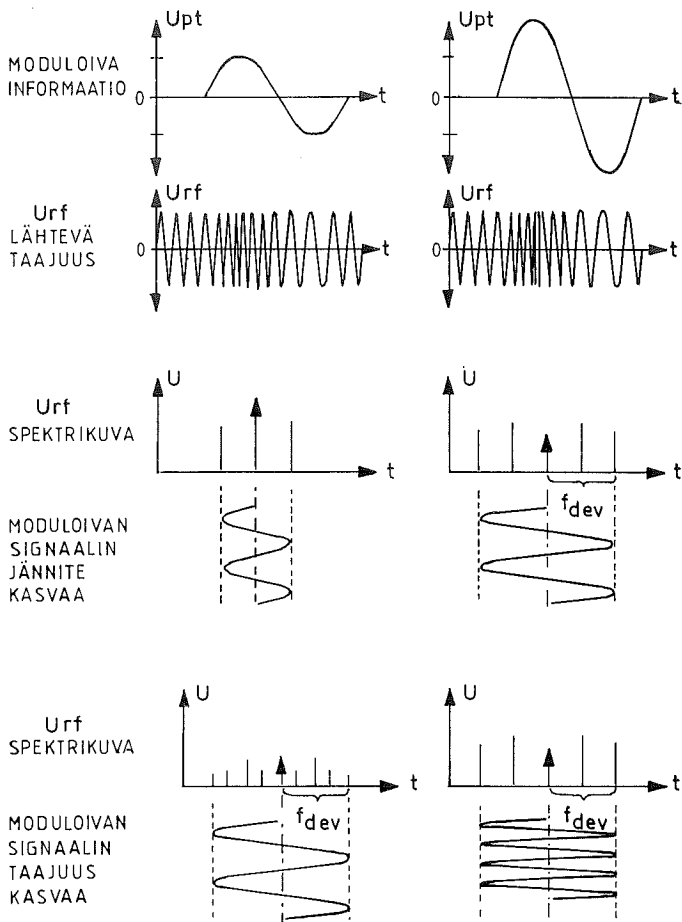 Upt
Upt
MODULOIVA
INFORMAATIO
0
t
0
t
Urf
Urf
Urf
LÄHTEVÄ
TAAJUUS
0
t
0
t
U
U
Urf
SPEKTRIKUVA
t
t
fdev
MODULOIVAN
SIGNAALIN
JÄNNITE
KASVAA
U
U
Urf
SPEKTRIKUVA
t
t
fdev
fdev
MODULOIVAN
SIGNAALIN
TAAJUUS
KASVAA